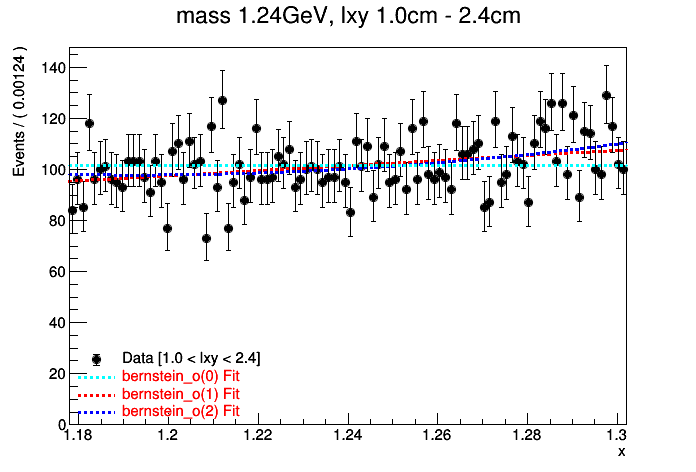 mass 1.24GeV, lxy 1.0cm - 2.4cm
Events / ( 0.00124 )
140
120
100
80
60
40
20
0
Data [1.0 < lxy < 2.4]
bernstein_o(0) Fit
bernstein_o(1) Fit
bernstein_o(2) Fit
1.18 1.2 1.22 1.24 1.26 1.28 1.3
x